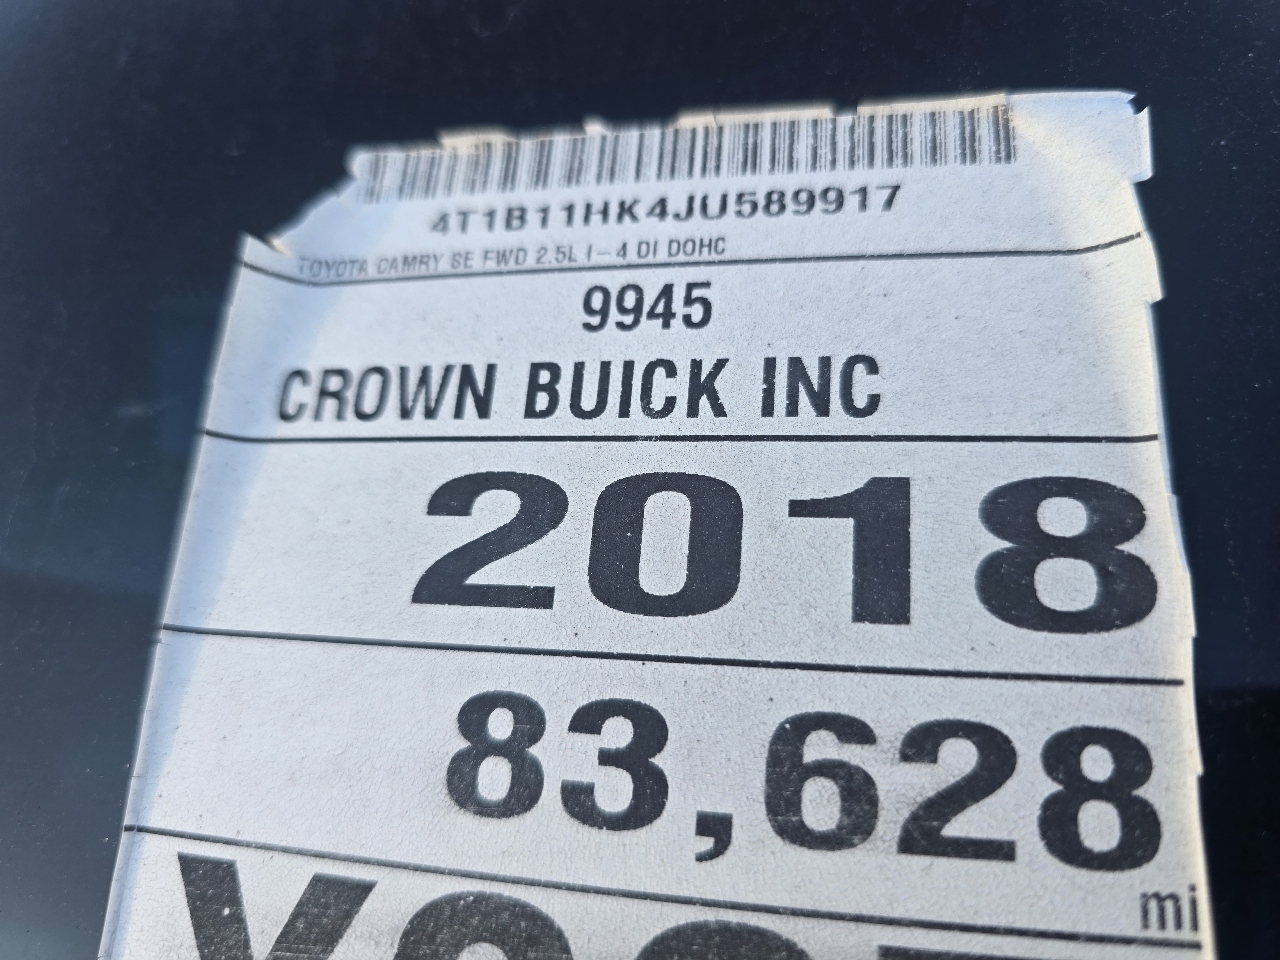 4T1B11HK4JU589917
TOYOTA CAMRY SE FWD 2.5L I-4 DI DOHC
9945
CROWN BUICK INC
2018
83,628
mi